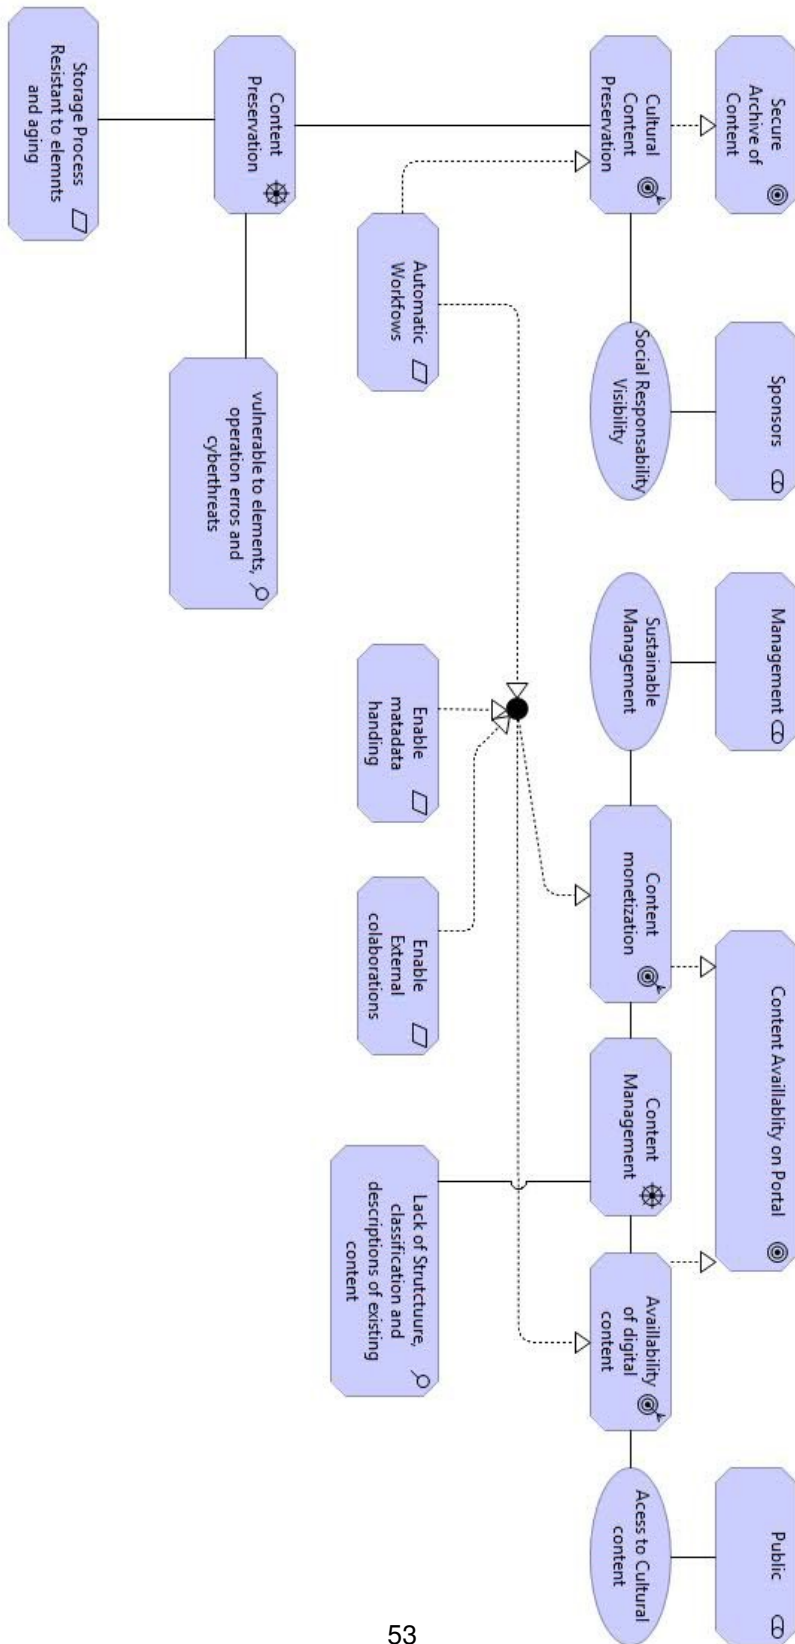 Secure
Archive of
Content
Sponsors
Management
Content Availlablity on Portal
Public
Cultural
Content
Preservation
Social Responsability
Visibility
Sustainable
Management
Content
monetization
Content
Management
Availlability
of digital
content
Acess to Cultural
content
Automatic
Workfows
Enable
matadata
handing
Enable
External
colaborations
Lack of Strutctuure,
classification and
descriptions of existing
content
Content
Preservation
vulnerable to elements,
operation erros and
cyberthreats
Storage Process
Resistant to elemnts
and aging
53